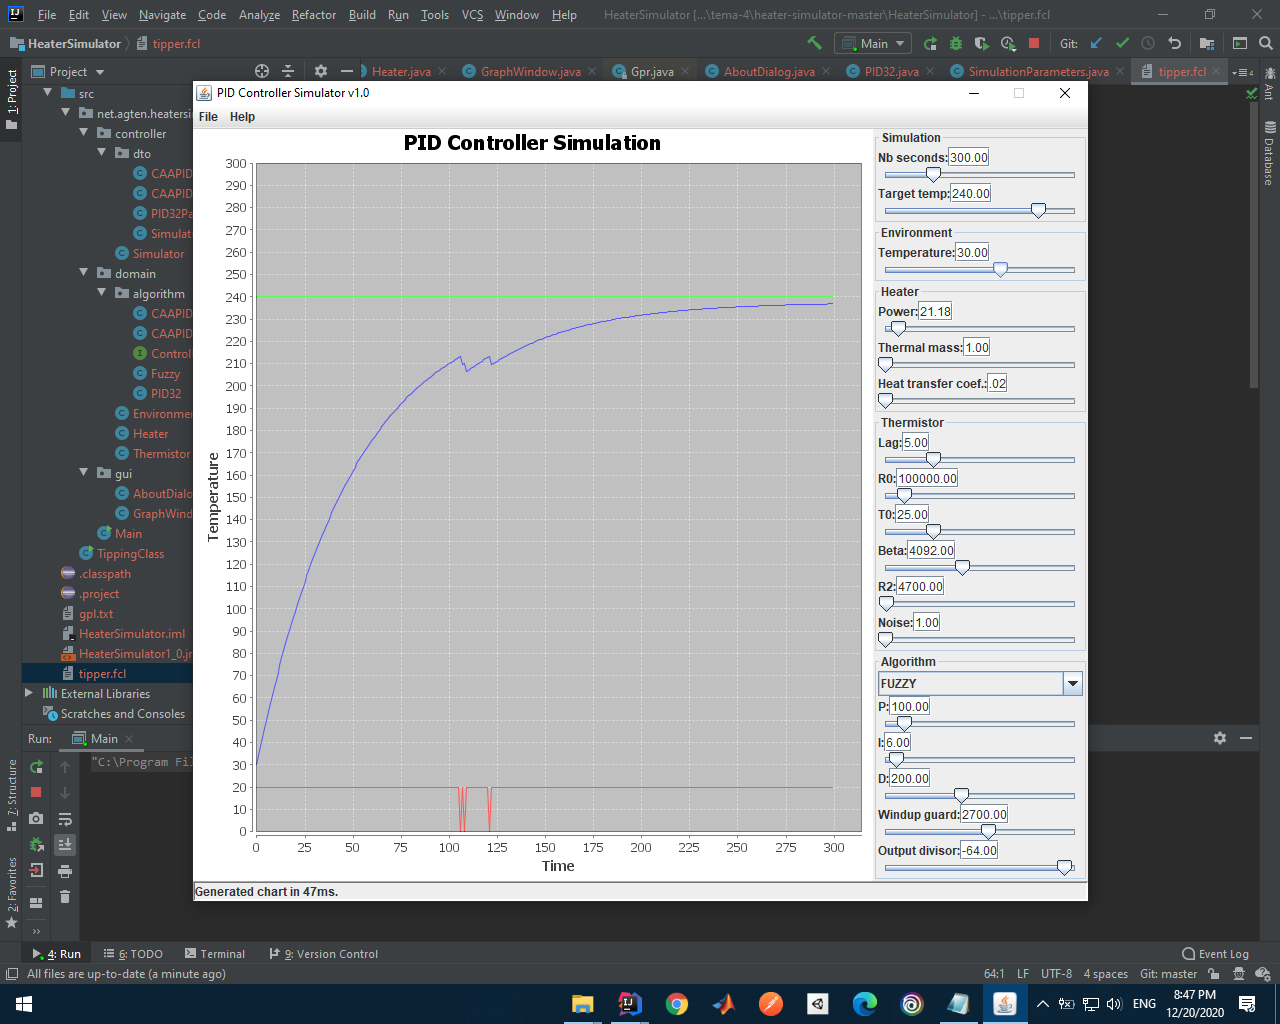 File Edit View Navigate Code Analyze Refactor Build Run Tools VCS Window Help HeaterSimulator [...\tema-4\heater-simulator-master\HeaterSimulator] - ...\tipper.fcl
HeaterSimulator tipper.fcl Main Git:
1: Project
Project
Heater.java GraphWindow.java Gpr.java AboutDialog.java PID32.java SimulationParameters.java tipper.fcl
Ant
Database
src
net.agten.heatersi
controller
dto
CAAPID
CAAPID
PID32Pa
Simulat
Simulator
domain
algorithm
CAAPID
CAAPID
Control
Fuzzy
PID32
Environme
Heater
Thermistor
gui
AboutDialo
GraphWind
Main
TippingClass
.classpath
.project
gpl.txt
HeaterSimulator.iml
HeaterSimulator1_0.jr
tipper.fcl
External Libraries
Scratches and Consoles
PID Controller Simulator v1.0
File Help
PID Controller Simulation
Temperature
300
290
280
270
260
250
240
230
220
210
200
190
180
170
160
150
140
130
120
110
100
90
80
70
60
50
40
30
20
10
0
0 25 50 75 100 125 150 175 200 225 250 275 300
Time
Simulation
Nb seconds: 300.00
Target temp: 240.00
Environment
Temperature: 30.00
Heater
Power: 21.18
Thermal mass: 1.00
Heat transfer coef.: .02
Thermistor
Lag: 5.00
R0: 100000.00
T0: 25.00
Beta: 4092.00
R2: 4700.00
Noise: 1.00
Algorithm
FUZZY
P: 100.00
I: 6.00
D: 200.00
Windup guard: 2700.00
Output divisor: -64.00
Generated chart in 47ms.
Run: Main
"C:\Program Fil
7: Structure
2: Favorites
4: Run 6: TODO Terminal 9: Version Control Event Log
All files are up-to-date (a minute ago) 64:1 LF UTF-8 4 spaces Git: master
ENG 8:47 PM
12/20/2020